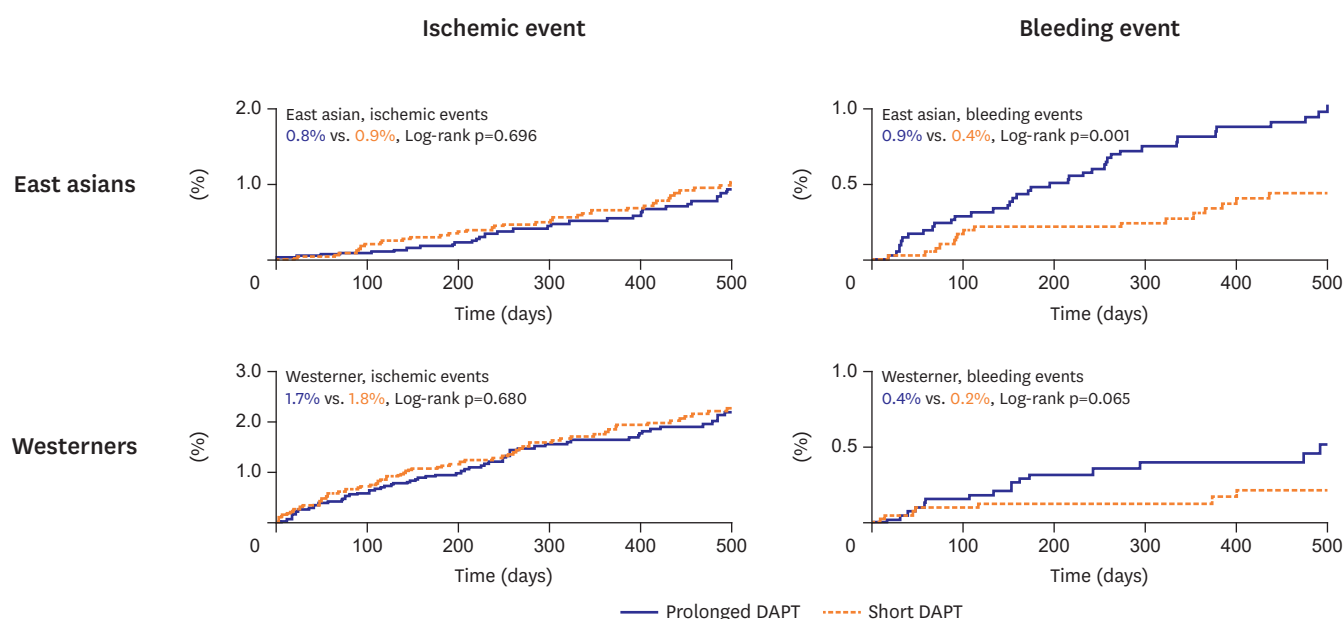 Ischemic event
Bleeding event
East asians
(%)
2.0
1.0
East asian, ischemic events
0.8% vs. 0.9%, Log-rank p=0.696
0 100 200 300 400 500
Time (days)
(%)
1.0
0.5
East asian, bleeding events
0.9% vs. 0.4%, Log-rank p=0.001
0 100 200 300 400 500
Time (days)
Westerners
(%)
3.0
2.0
1.0
Westerner, ischemic events
1.7% vs. 1.8%, Log-rank p=0.680
0 100 200 300 400 500
Time (days)
(%)
1.0
0.5
Westerner, bleeding events
0.4% vs. 0.2%, Log-rank p=0.065
0 100 200 300 400 500
Time (days)
Prolonged DAPT
Short DAPT